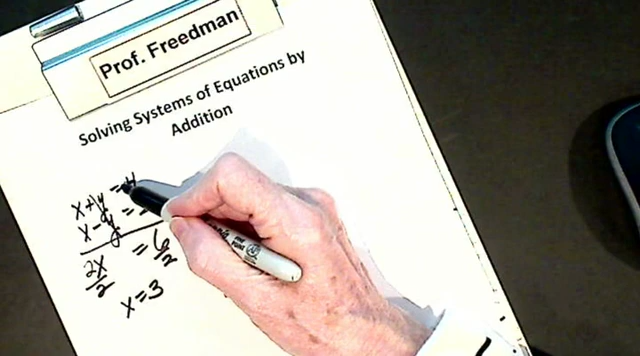 Prof. Freedman
Solving Systems of Equations by
Addition
x + y =
x - y =
2x = 6
2 2
x = 3